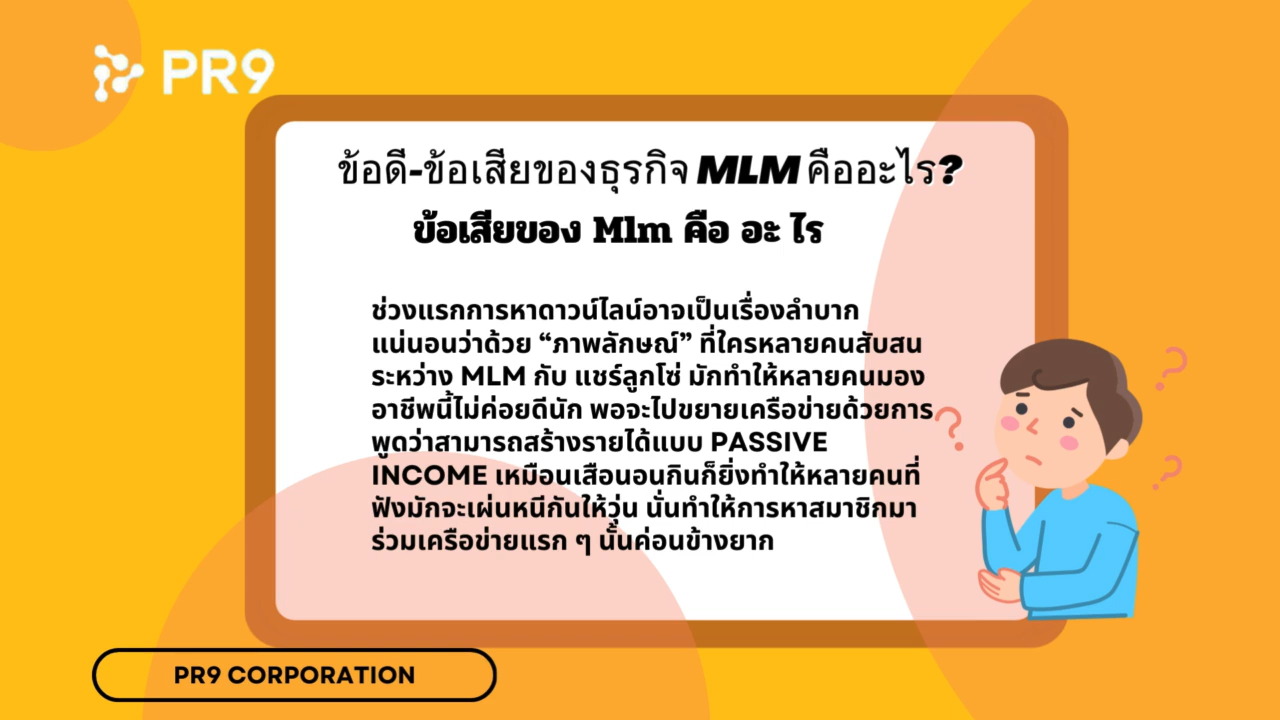 PR9
ข้อดี-ข้อเสียของธุรกิจ MLM คืออะไร?
ข้อเสียของ Mlm คือ อะ ไร
ช่วงแรกการหาดาวน์ไลน์อาจเป็นเรื่องลำบาก
แน่นอนว่าด้วย “ภาพลักษณ์” ที่ใครหลายคนสับสน
ระหว่าง MLM กับ แชร์ลูกโซ่ มักทำให้หลายคนมอง
อาชีพนี้ไม่ค่อยดีนัก พอจะไปขยายเครือข่ายด้วยการ
พูดว่าสามารถสร้างรายได้แบบ PASSIVE
INCOME เหมือนเสือนอนกินก็ยิ่งทำให้หลายคนที่
ฟังมักจะเผ่นหนีกันให้วุ่น นั่นทำให้การหาสมาชิกมา
ร่วมเครือข่ายแรก ๆ นั้นค่อนข้างยาก
?
?
?
PR9 CORPORATION